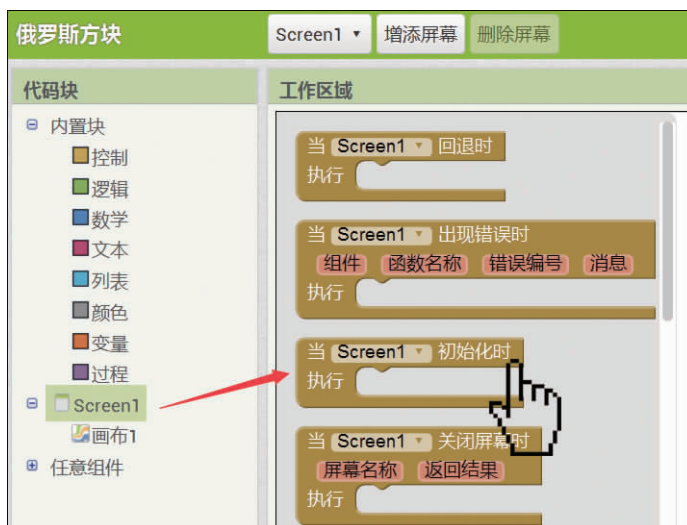 俄罗斯方块
Screen1 增添屏幕 删除屏幕
代码块
工作区域
内置块
控制
逻辑
数学
文本
列表
颜色
变量
过程
Screen1
画布1
任意组件
当 Screen1 回退时
执行
当 Screen1 出现错误时
组件 函数名称 错误编号 消息
执行
当 Screen1 初始化时
执行
当 Screen1 关闭屏幕时
屏幕名称 返回结果
执行